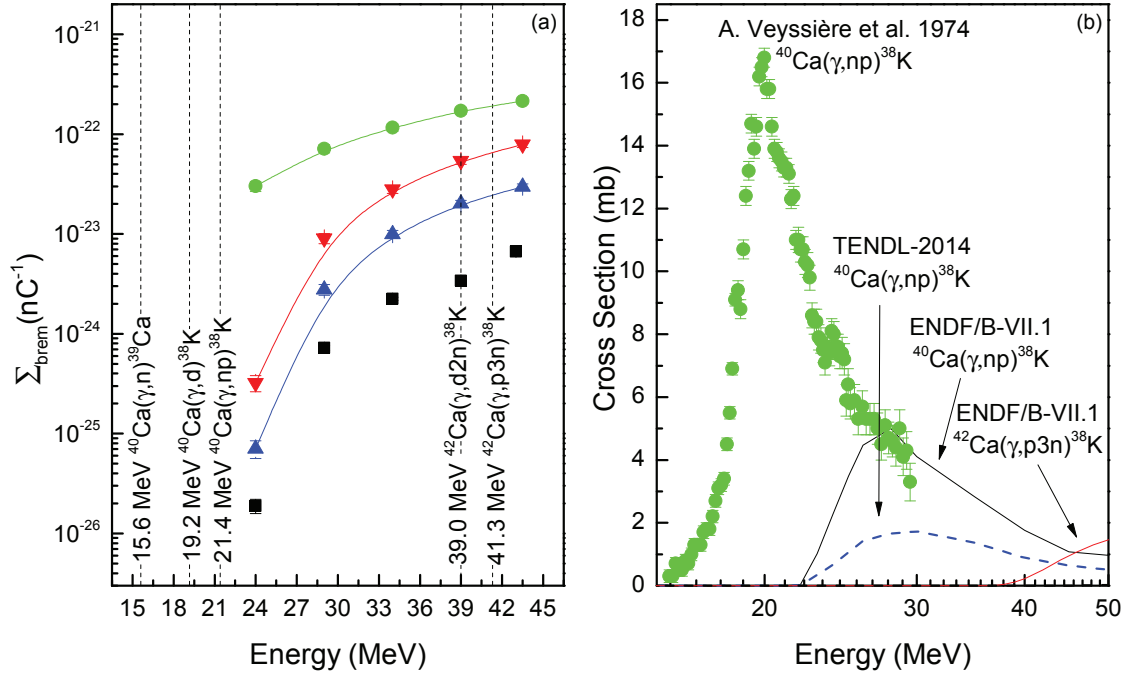 (a)
10⁻²¹
10⁻²²
10⁻²³
10⁻²⁴
10⁻²⁵
10⁻²⁶
Σbrem(nC⁻¹)
15.6 MeV ⁴⁰Ca(γ,n)³⁹Ca
19.2 MeV ⁴⁰Ca(γ,d)³⁸K
21.4 MeV ⁴⁰Ca(γ,np)³⁸K
39.0 MeV ⁴²Ca(γ,d2n)³⁸K
41.3 MeV ⁴²Ca(γ,p3n)³⁸K
15 18 21 24 27 30 33 36 39 42 45
Energy (MeV)
(b)
A. Veyssière et al. 1974
⁴⁰Ca(γ,np)³⁸K
TENDL-2014
⁴⁰Ca(γ,np)³⁸K
ENDF/B-VII.1
⁴⁰Ca(γ,np)³⁸K
ENDF/B-VII.1
⁴²Ca(γ,p3n)³⁸K
18
16
14
12
10
8
6
4
2
0
Cross Section (mb)
20 30 40 50
Energy (MeV)